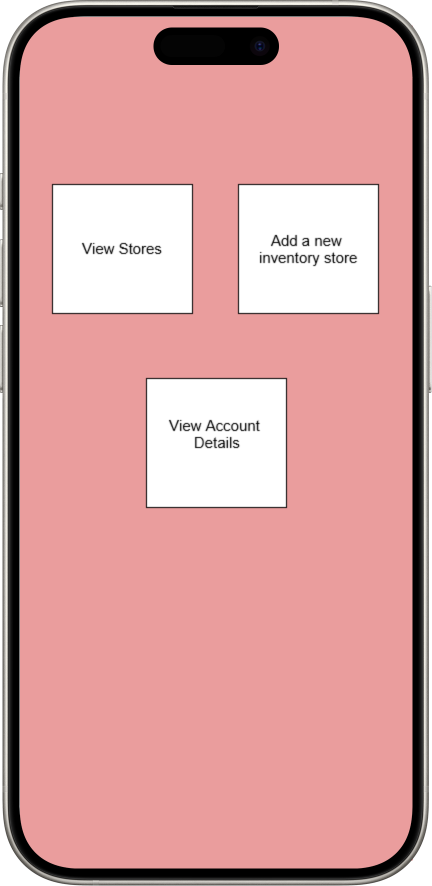 View Stores
Add a new
inventory store
View Account
Details